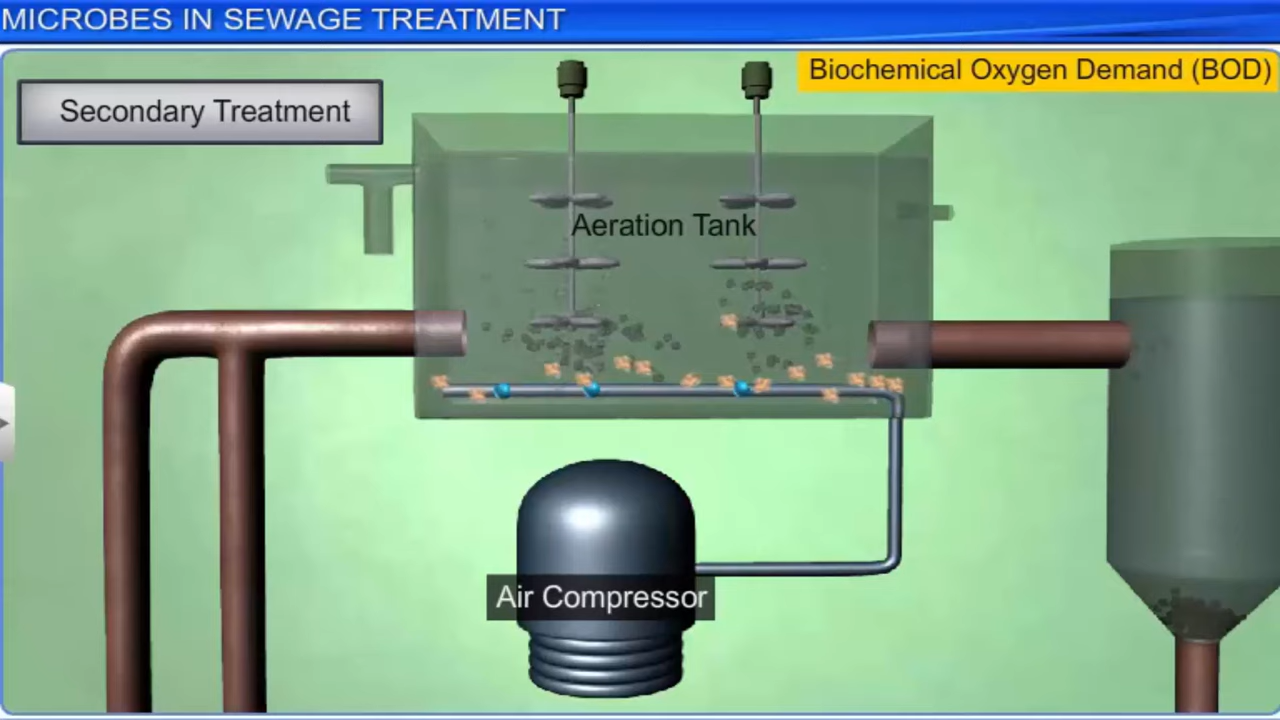 MICROBES IN SEWAGE TREATMENT
Biochemical Oxygen Demand (BOD)
Secondary Treatment
Aeration Tank
Air Compressor